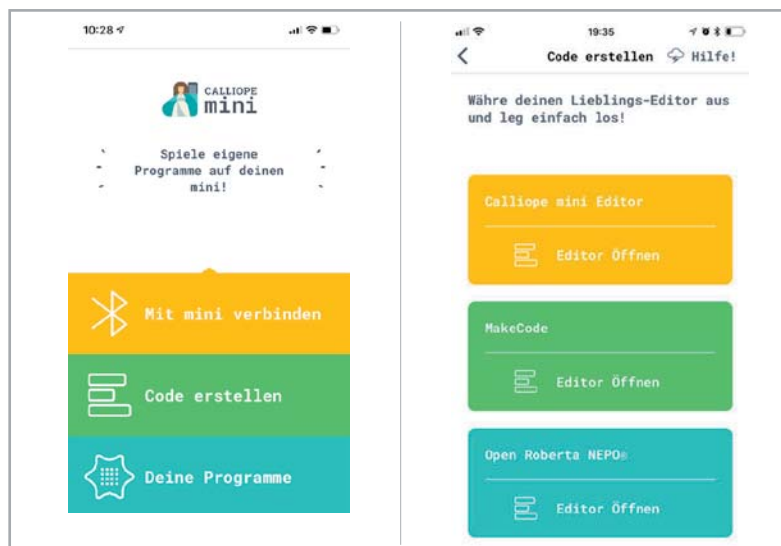 10:28
CALLIOPE
mini
Spiele eigene
Programme auf deinen
mini!
Mit mini verbinden
Code erstellen
Deine Programme
19:35
Code erstellen
Hilfe!
Währe deinen Lieblings-Editor aus
und leg einfach los!
Calliope mini Editor
Editor Öffnen
MakeCode
Editor Öffnen
Open Roberta NEPO®
Editor Öffnen